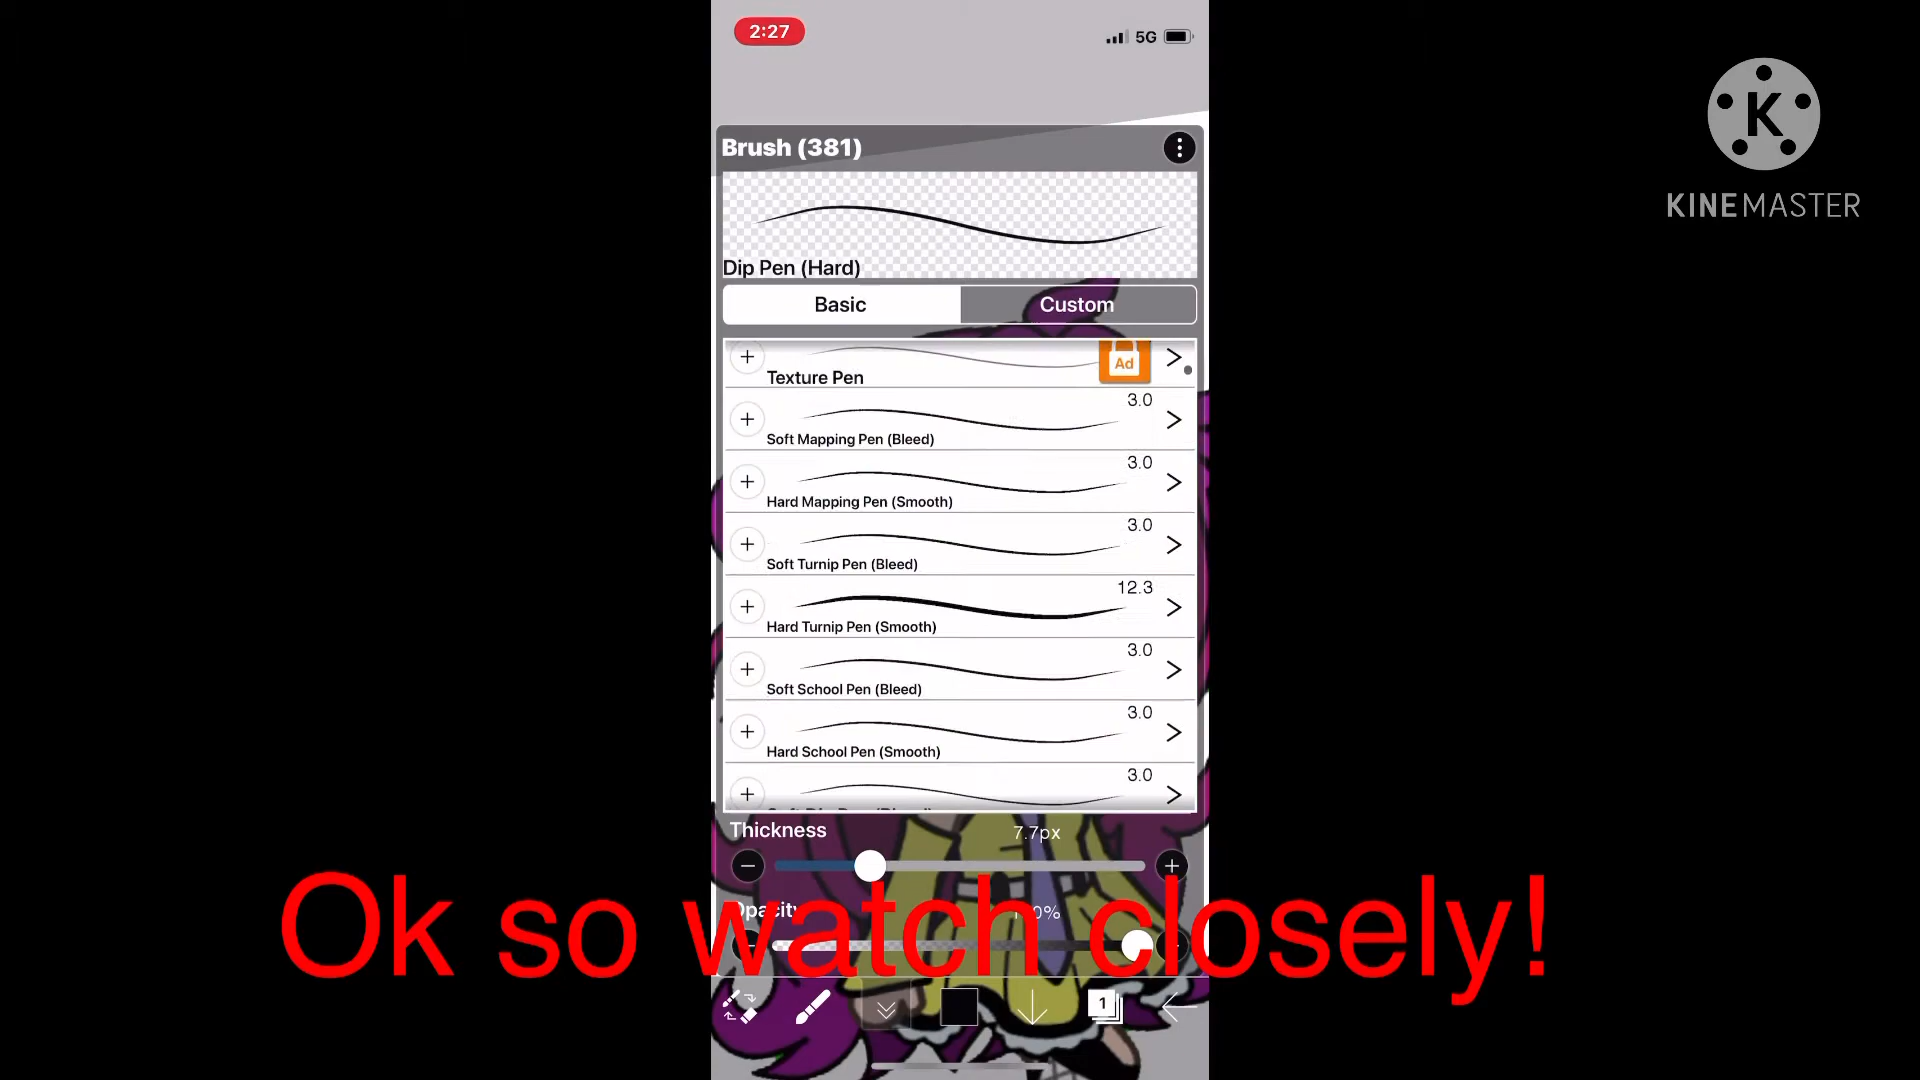 2:27
5G
KINEMASTER
Brush (381)
Dip Pen (Hard)
Basic
Custom
Ad
Texture Pen
3.0
Soft Mapping Pen (Bleed)
3.0
Hard Mapping Pen (Smooth)
3.0
Soft Turnip Pen (Bleed)
12.3
Hard Turnip Pen (Smooth)
3.0
Soft School Pen (Bleed)
3.0
Hard School Pen (Smooth)
3.0
Thickness
7.7px
Opacity
Ok so watch closely!
1